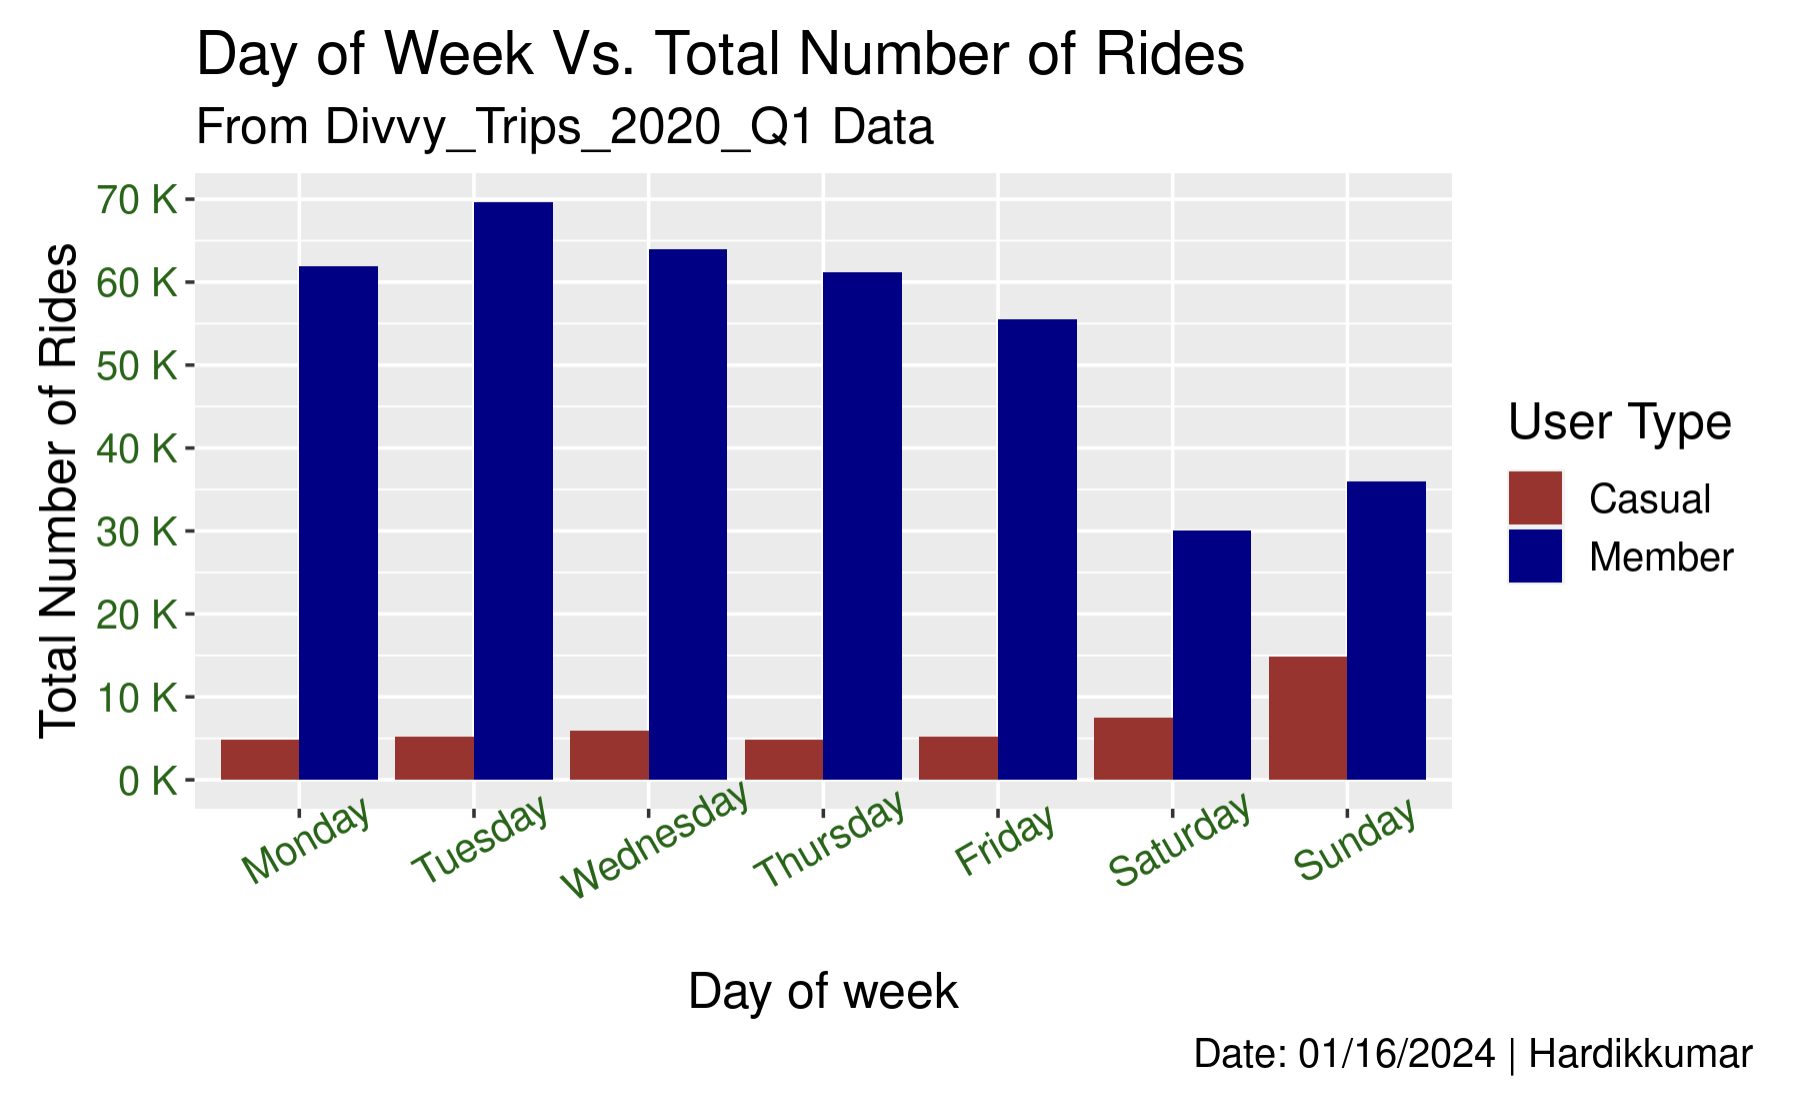 Day of Week Vs. Total Number of Rides
From Divvy_Trips_2020_Q1 Data
Total Number of Rides
70 K
60 K
50 K
40 K
30 K
20 K
10 K
0 K
Monday
Tuesday
Wednesday
Thursday
Friday
Saturday
Sunday
Day of week
User Type
Casual
Member
Date: 01/16/2024 | Hardikkumar